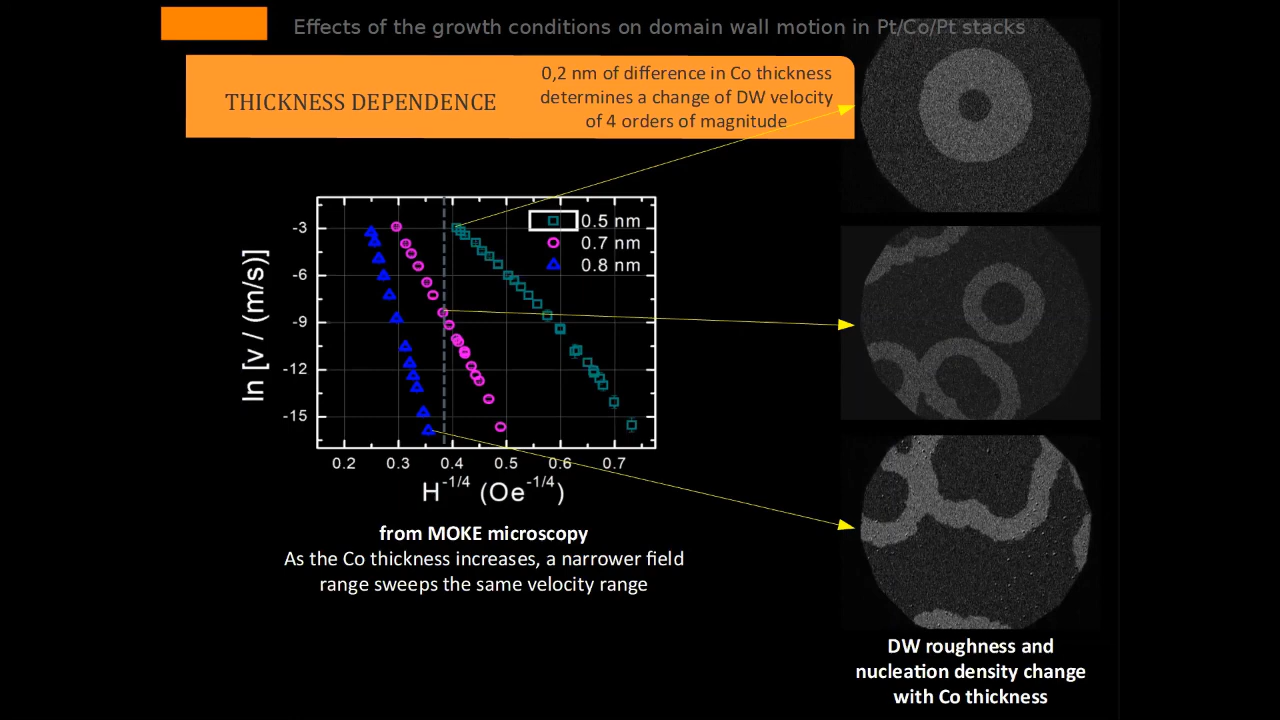 Effects of the growth conditions on domain wall motion in Pt/Co/Pt stacks
THICKNESS DEPENDENCE
0,2 nm of difference in Co thickness
determines a change of DW velocity
of 4 orders of magnitude
0.5 nm
0.7 nm
0.8 nm
-3
-6
-9
-12
-15
ln [v / (m/s)]
0.2 0.3 0.4 0.5 0.6 0.7
H^-1/4 (Oe^-1/4)
from MOKE microscopy
As the Co thickness increases, a narrower field
range sweeps the same velocity range
DW roughness and
nucleation density change
with Co thickness